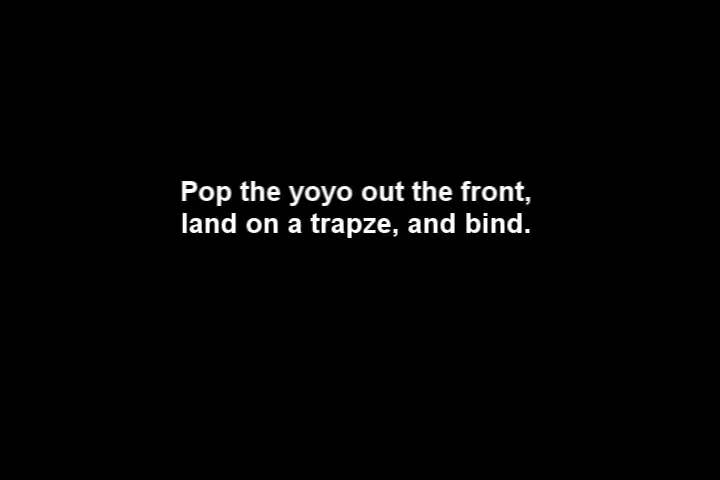 Pop the yoyo out the front,
land on a trapze, and bind.